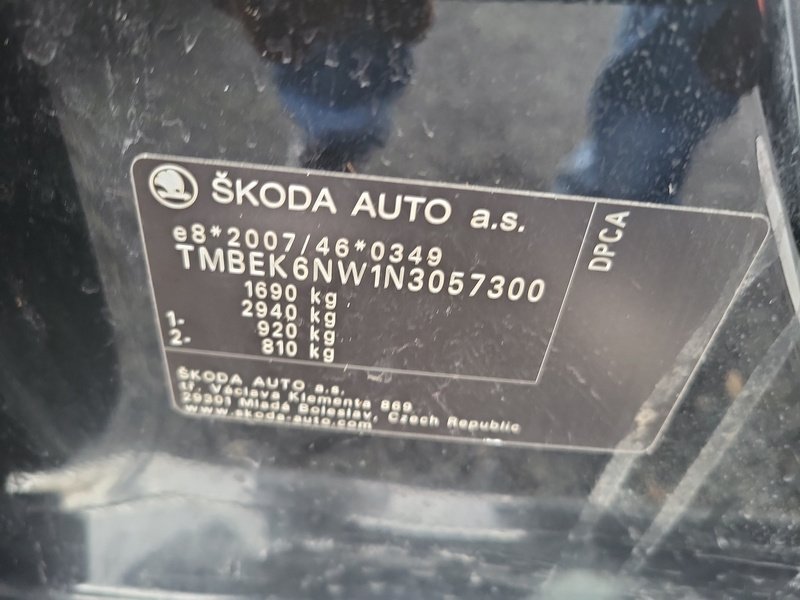 ŠKODA AUTO a.s.
DPCA
e8*2007/46*0349
TMBEK6NW1N3057300
1690 kg
2940 kg
1- 920 kg
2- 810 kg
ŠKODA AUTO a.s.
tř. Václava Klementa 869
29301 Mladá Boleslav, Czech Republic
www.skoda-auto.com